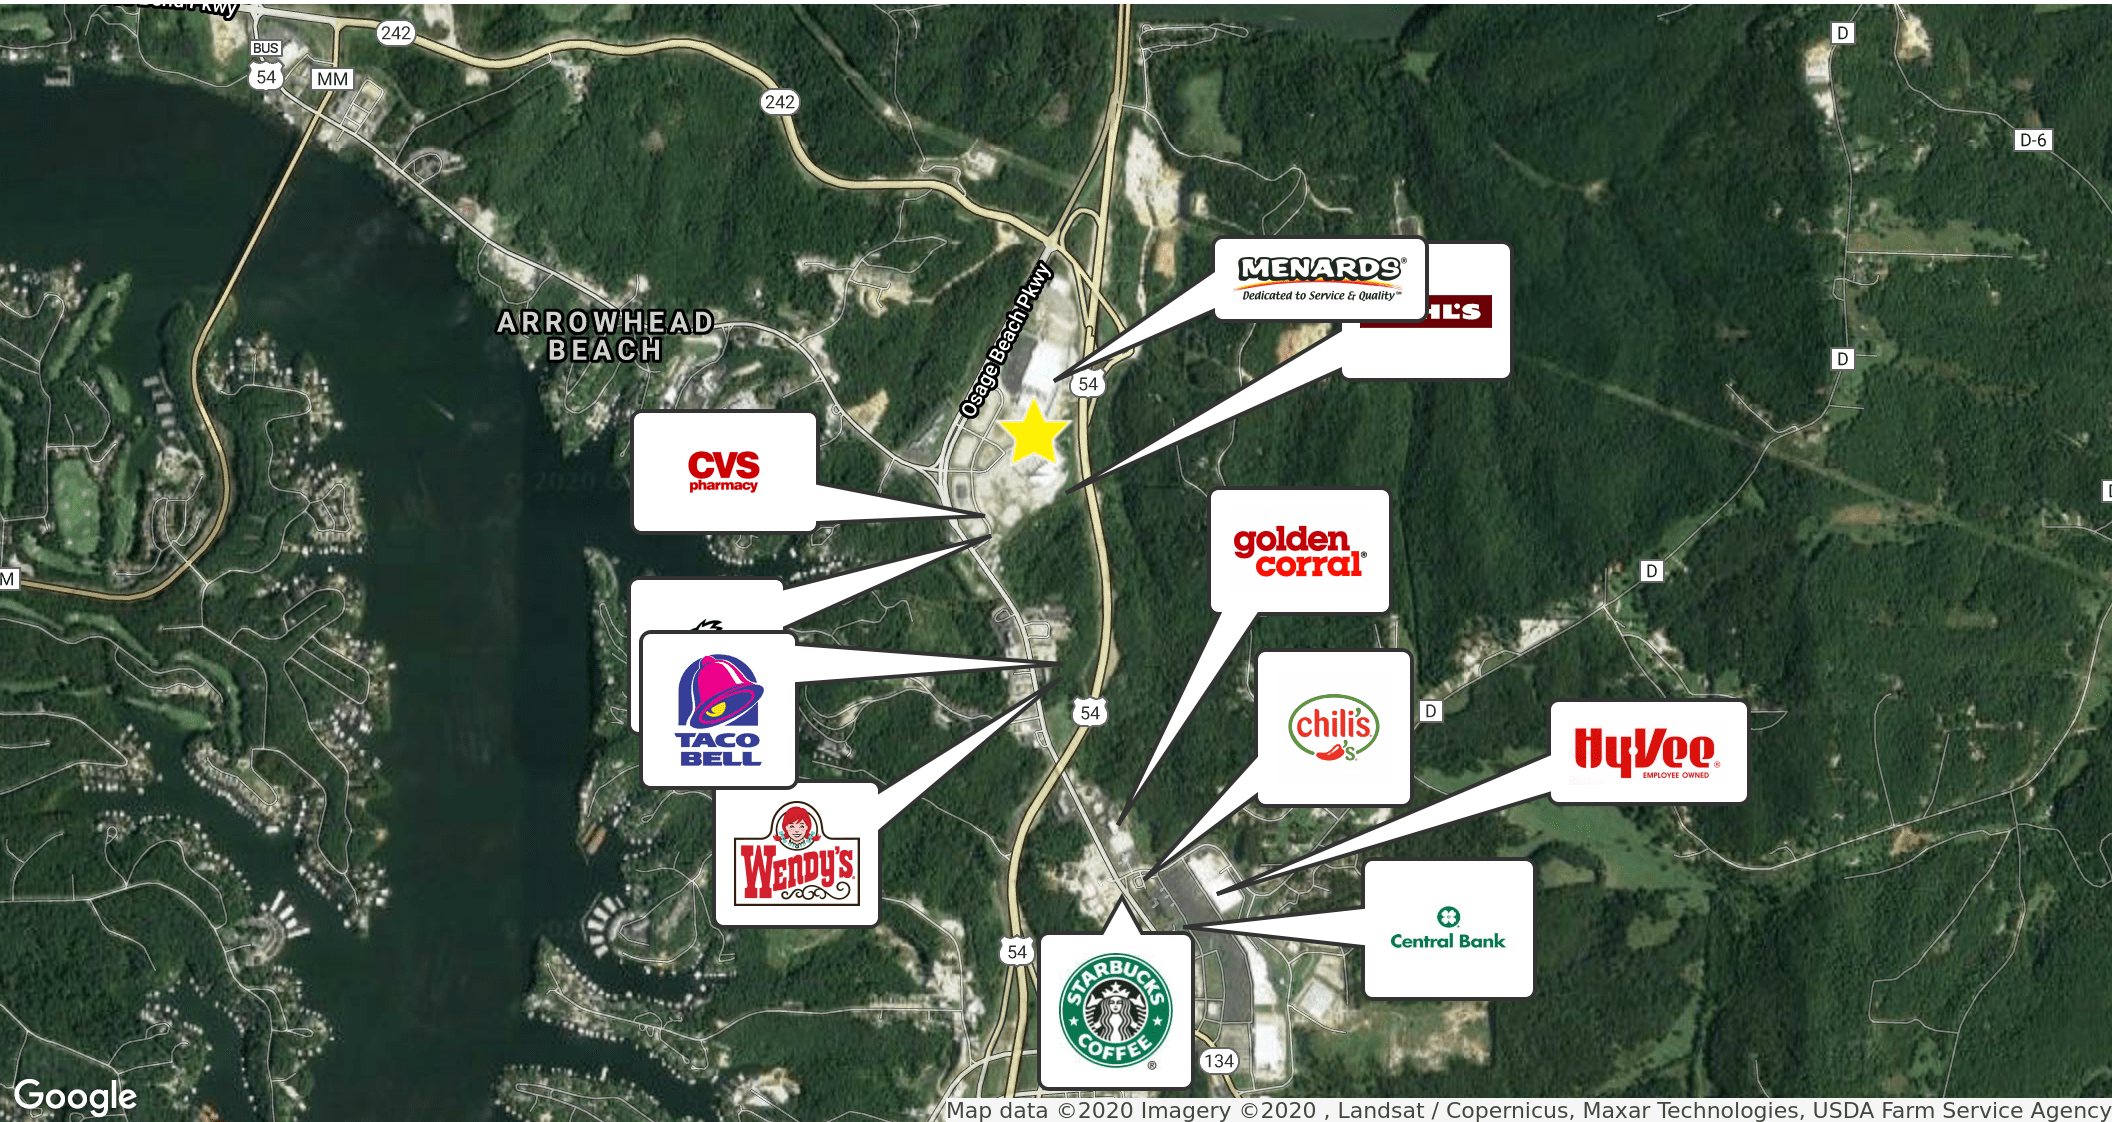 242
BUS
54
MM
242
D
D-6
Osage Beach Pkwy
MENARDS®
Dedicated to Service & Quality
HL'S
ARROWHEAD
BEACH
54
D
CVS
pharmacy
golden
corral®
D
M
TACO
BELL
54
chili's
D
HyVee®
EMPLOYEE OWNED
WENDY'S
Central Bank
54
STARBUCKS
COFFEE
®
134
Google
Map data ©2020 Imagery ©2020 , Landsat / Copernicus, Maxar Technologies, USDA Farm Service Agency